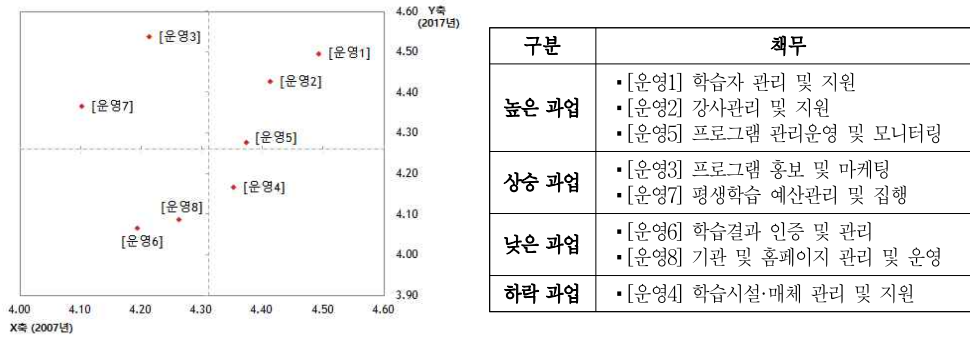 4.60 Y축
(2017년)
[운영3]
4.50
[운영1]
[운영2]
4.40
[운영7]
4.30
[운영5]
4.20
[운영4]
[운영8]
4.10
[운영6]
4.00
3.90
4.00 4.10 4.20 4.30 4.40 4.50 4.60
X축 (2007년)
구분 책무
높은 과업
▪[운영1] 학습자 관리 및 지원
▪[운영2] 강사관리 및 지원
▪[운영5] 프로그램 관리운영 및 모니터링
상승 과업
▪[운영3] 프로그램 홍보 및 마케팅
▪[운영7] 평생학습 예산관리 및 집행
낮은 과업
▪[운영6] 학습결과 인증 및 관리
▪[운영8] 기관 및 홈페이지 관리 및 운영
하락 과업 ▪[운영4] 학습시설·매체 관리 및 지원